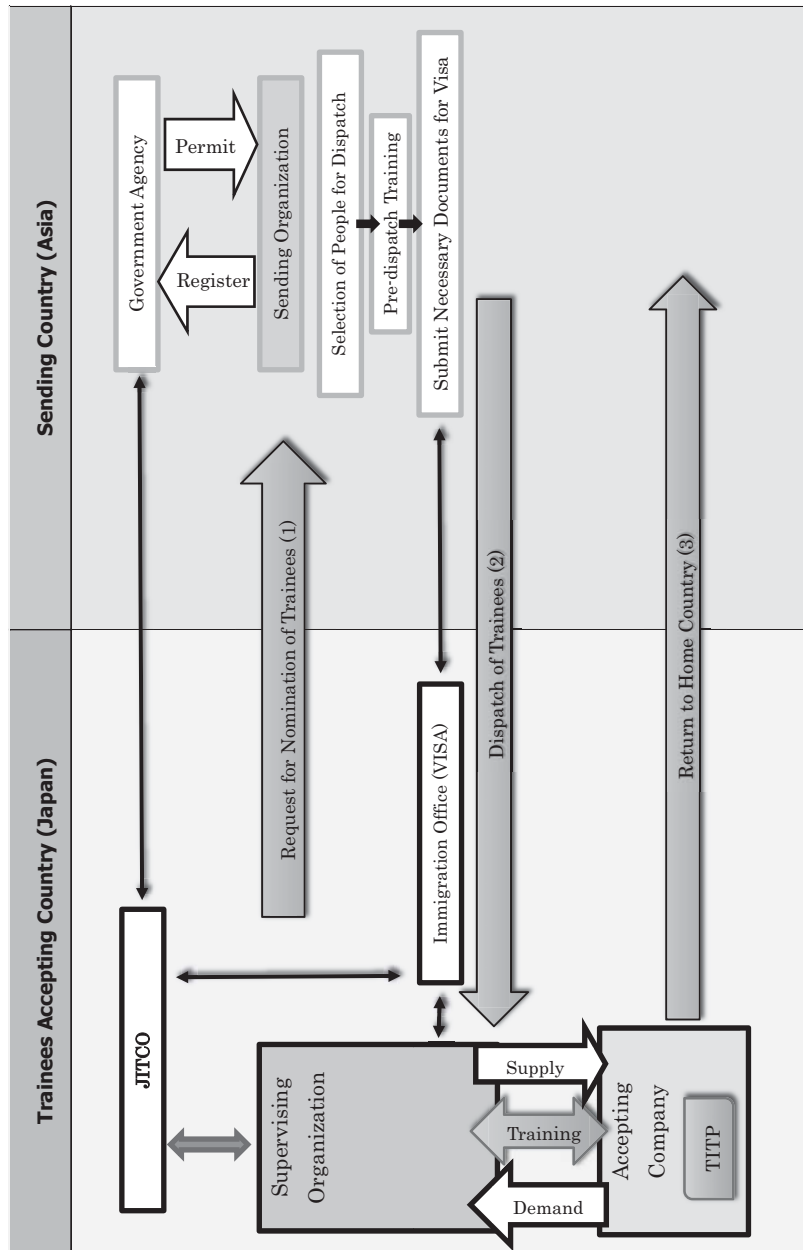 Trainees Accepting Country (Japan)
Sending Country (Asia)
JITCO
Government Agency
Register
Permit
Request for Nomination of Trainees (1)
Sending Organization
Selection of People for Dispatch
Pre-dispatch Training
Submit Necessary Documents for Visa
Immigration Office (VISA)
Supervising
Organization
Dispatch of Trainees (2)
Demand
Training
Supply
Accepting
Company
TITP
Return to Home Country (3)